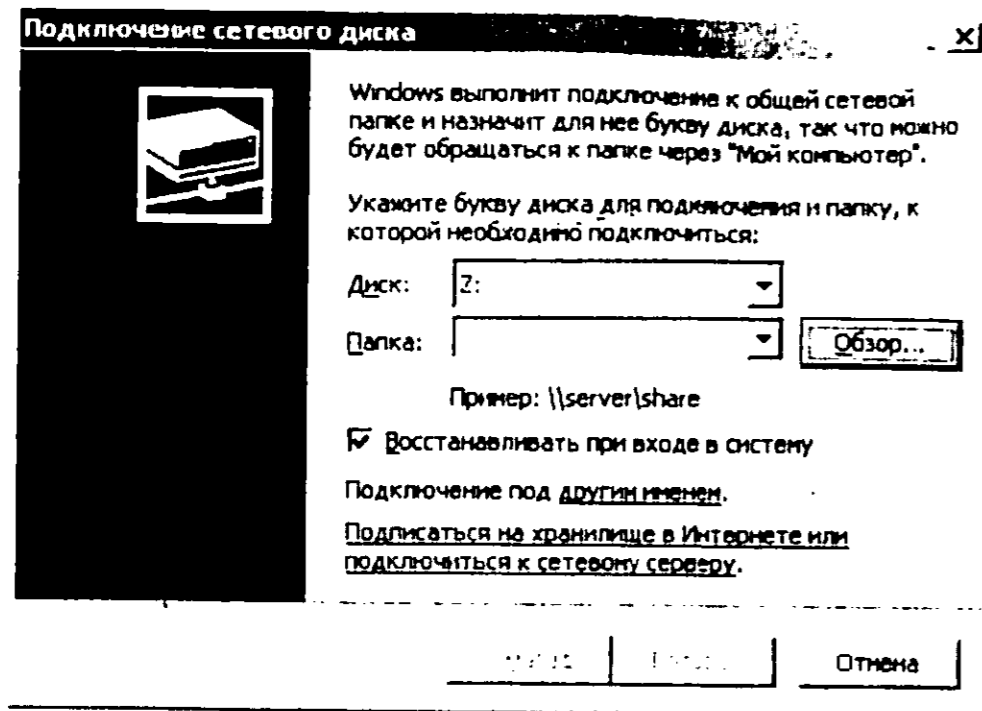 Подключение сетевого диска
Windows выполнит подключение к общей сетевой
папке и назначит для нее букву диска, так что можно
будет обращаться к папке через "Мой компьютер".
Укажите букву диска для подключения и папку, к
которой необходимо подключиться:
Диск: Z:
Папка: Обзор...
Пример: \\server\share
Восстанавливать при входе в систему
Подключение под другим именем.
Подписаться на хранилище в Интернете или
подключиться к сетевому серверу.
Отмена